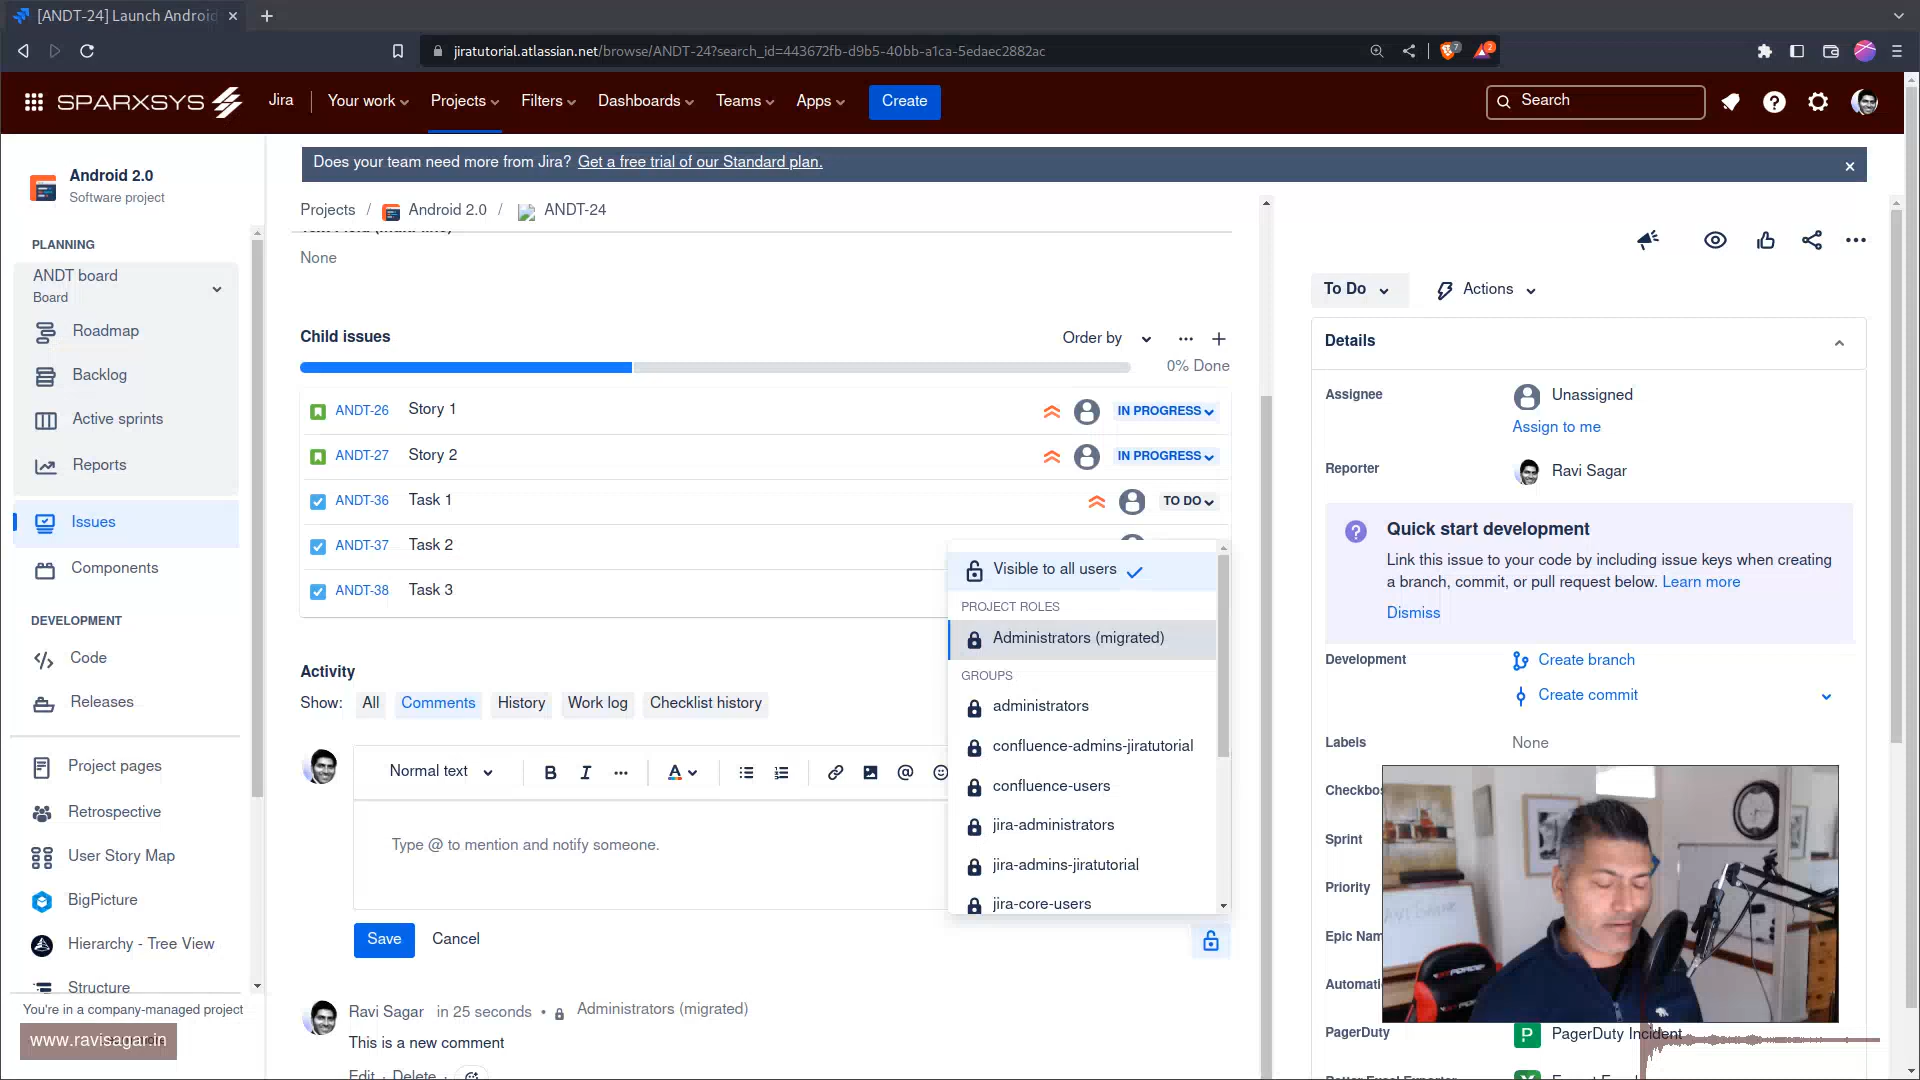 [ANDT-24] Launch Android
jiratutorial.atlassian.net/browse/ANDT-24?search_id=443672fb-d9b5-40bb-a1ca-5edaec2882ac
7
2
SPARXSYS
Jira
Your work
Projects
Filters
Dashboards
Teams
Apps
Create
Search
Android 2.0
Software project
PLANNING
ANDT board
Board
Roadmap
Backlog
Active sprints
Reports
Issues
Components
DEVELOPMENT
Code
Releases
Project pages
Retrospective
User Story Map
BigPicture
Hierarchy - Tree View
Structure
You're in a company-managed project
www.ravisagar.in
Does your team need more from Jira? Get a free trial of our Standard plan.
Projects / Android 2.0 / ANDT-24
None
Child issues
Order by
0% Done
ANDT-26 Story 1 IN PROGRESS
ANDT-27 Story 2 IN PROGRESS
ANDT-36 Task 1 TO DO
ANDT-37 Task 2
ANDT-38 Task 3
Visible to all users
PROJECT ROLES
Administrators (migrated)
GROUPS
administrators
confluence-admins-jiratutorial
confluence-users
jira-administrators
jira-admins-jiratutorial
jira-core-users
Activity
Show: All Comments History Work log Checklist history
Normal text
Type @ to mention and notify someone.
Save Cancel
Ravi Sagar in 25 seconds • Administrators (migrated)
This is a new comment
Edit · Delete ·
To Do
Actions
Details
Assignee
Unassigned
Assign to me
Reporter
Ravi Sagar
Quick start development
Link this issue to your code by including issue keys when creating
a branch, commit, or pull request below. Learn more
Dismiss
Development
Create branch
Create commit
Labels
None
Checkbo
Sprint
Priority
Epic Nam
Automati
PagerDuty
PagerDuty Incident